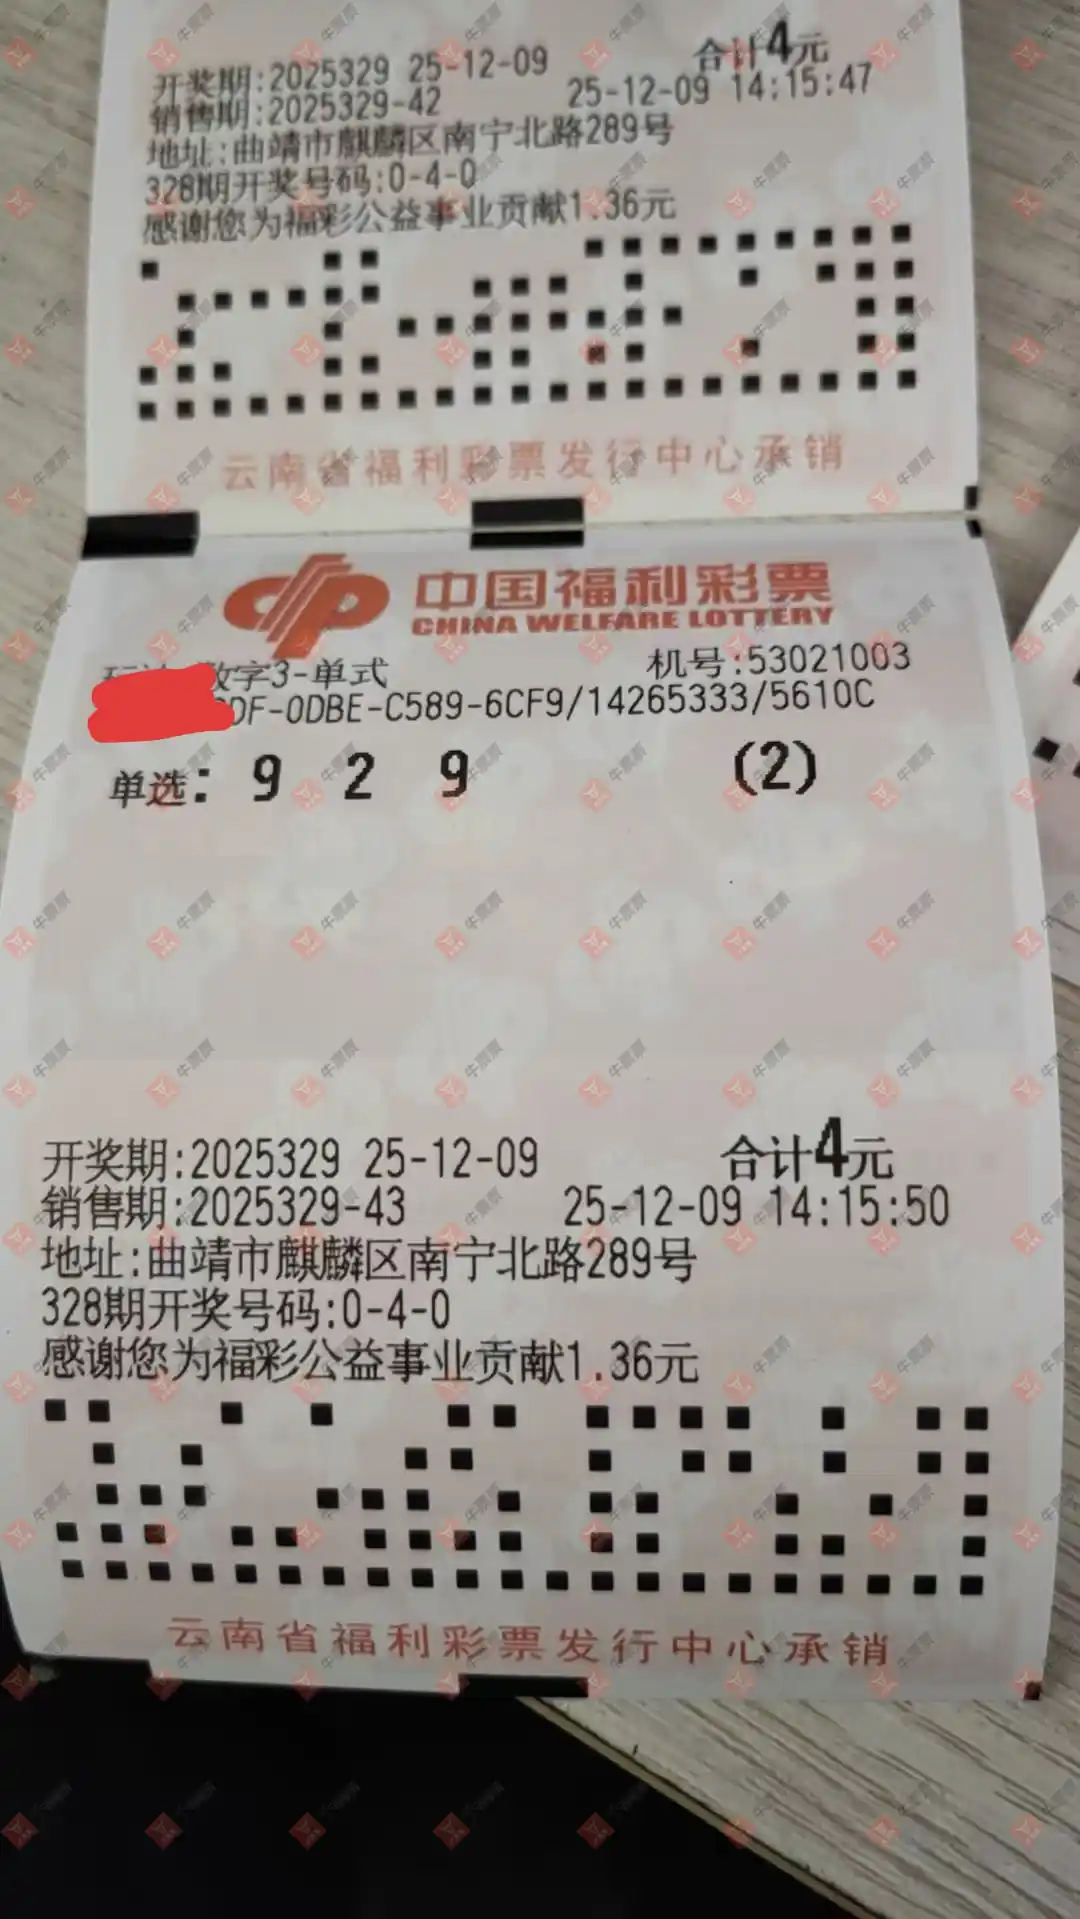 合计4元
开奖期:2025329 25-12-09
销售期:2025329-42 25-12-09 14:15:47
地址:曲靖市麒麟区南宁北路289号
328期开奖号码:0-4-0
感谢您为福彩公益事业贡献1.36元
云南省福利彩票发行中心承销
中国福利彩票
CHINA WELFARE LOTTERY
数字3-单式 机号:53021003
DF-0DBE-C589-6CF9/14265333/5610C
单选: 9 2 9 (2)
开奖期:2025329 25-12-09 合计4元
销售期:2025329-43 25-12-09 14:15:50
地址:曲靖市麒麟区南宁北路289号
328期开奖号码:0-4-0
感谢您为福彩公益事业贡献1.36元
云南省福利彩票发行中心承销
牛票票